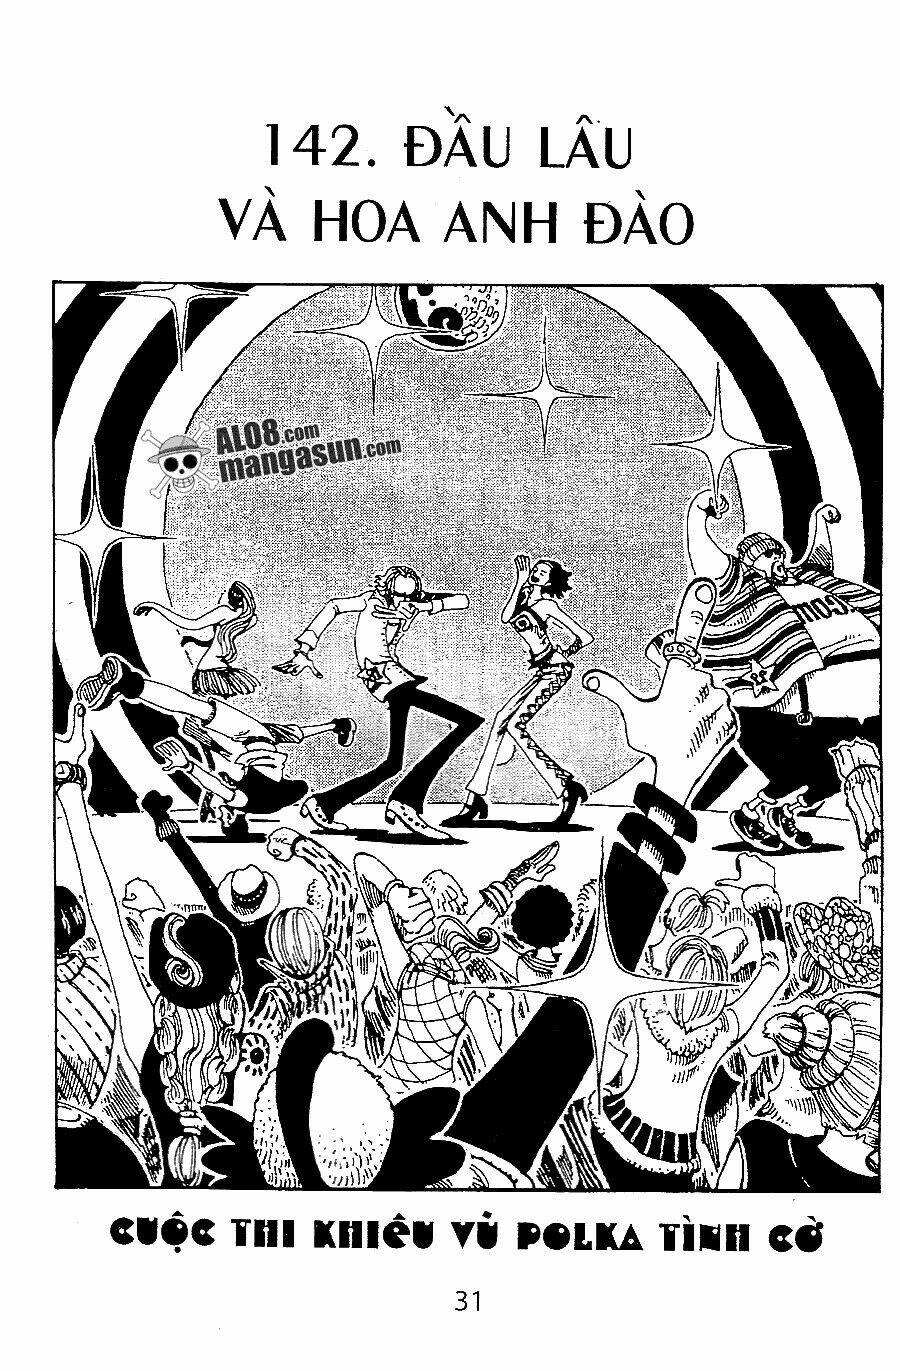 142. ĐẦU LÂU
VÀ HOA ANH ĐÀO
ALO8.com
mangasun.com
CUỘC THI KHIÊU VŨ POLKA TÌNH CỜ
31